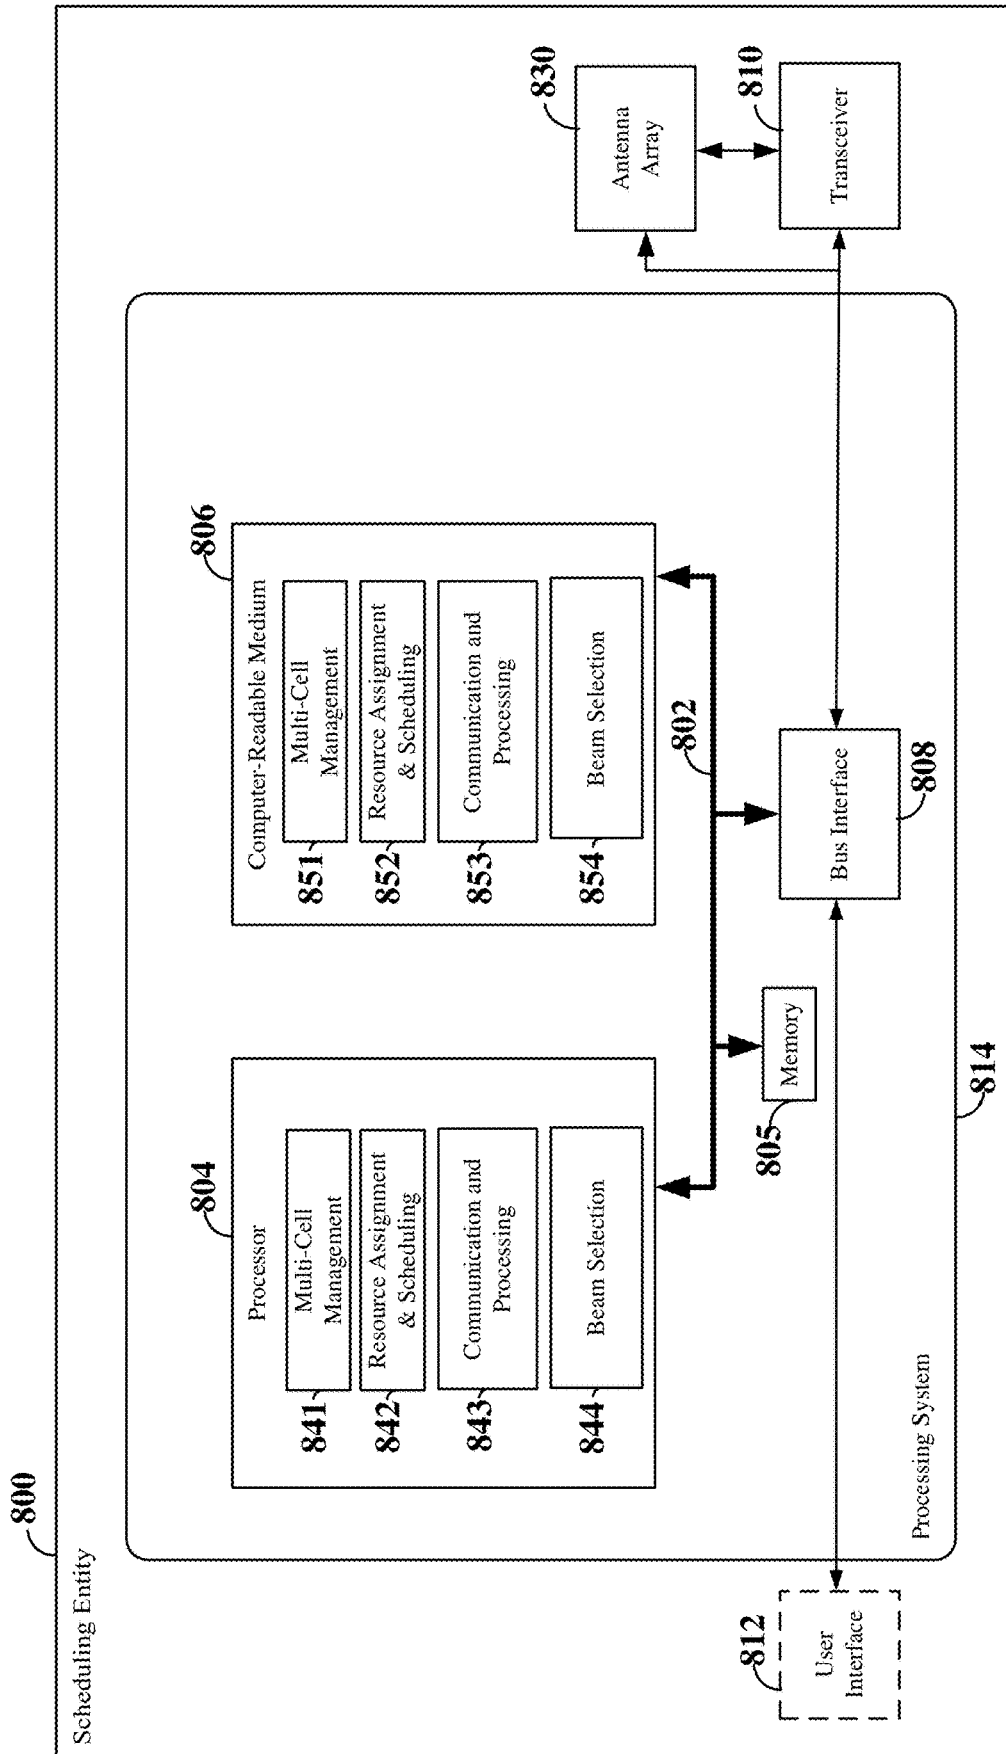 800
Scheduling Entity
804
Processor
841
Multi-Cell
Management
842
Resource Assignment
& Scheduling
843
Communication and
Processing
844
Beam Selection
806
Computer-Readable Medium
851
Multi-Cell
Management
852
Resource Assignment
& Scheduling
853
Communication and
Processing
854
Beam Selection
802
805
Memory
808
Bus Interface
814
Processing System
812
User
Interface
830
Antenna
Array
810
Transceiver